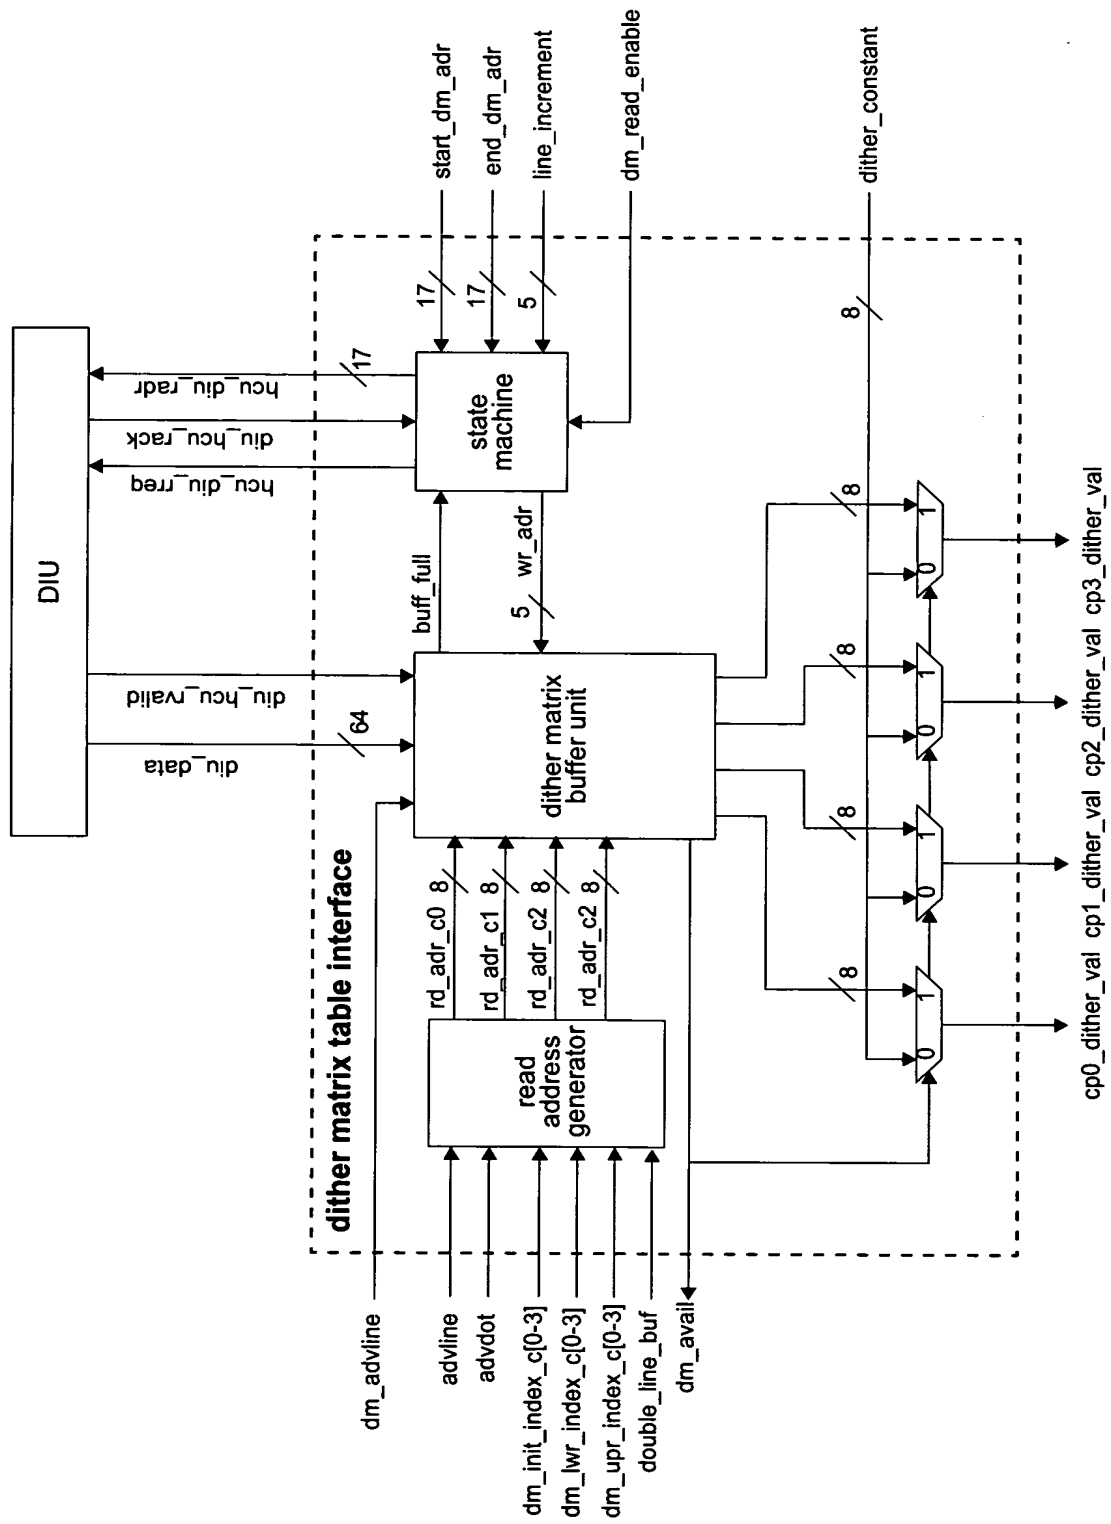 DIU
hcu_diu_radr
17
diu_hcu_rack
hcu_diu_rreq
diu_hcu_rvalid
diu_data
64
dither matrix table interface
start_dm_adr
17
end_dm_adr
17
line_increment
5
dm_read_enable
state
machine
buff_full
wr_adr
5
dither matrix
buffer unit
rd_adr_c0
8
rd_adr_c1
8
rd_adr_c2
8
rd_adr_c2
8
read
address
generator
dm_advline
advline
advdot
dm_init_index_c[0-3]
dm_lwr_index_c[0-3]
dm_upr_index_c[0-3]
double_line_buf
dm_avail
dither_constant
8
8
8
8
8
0 1
0 1
0 1
0 1
cp0_dither_val cp1_dither_val cp2_dither_val cp3_dither_val